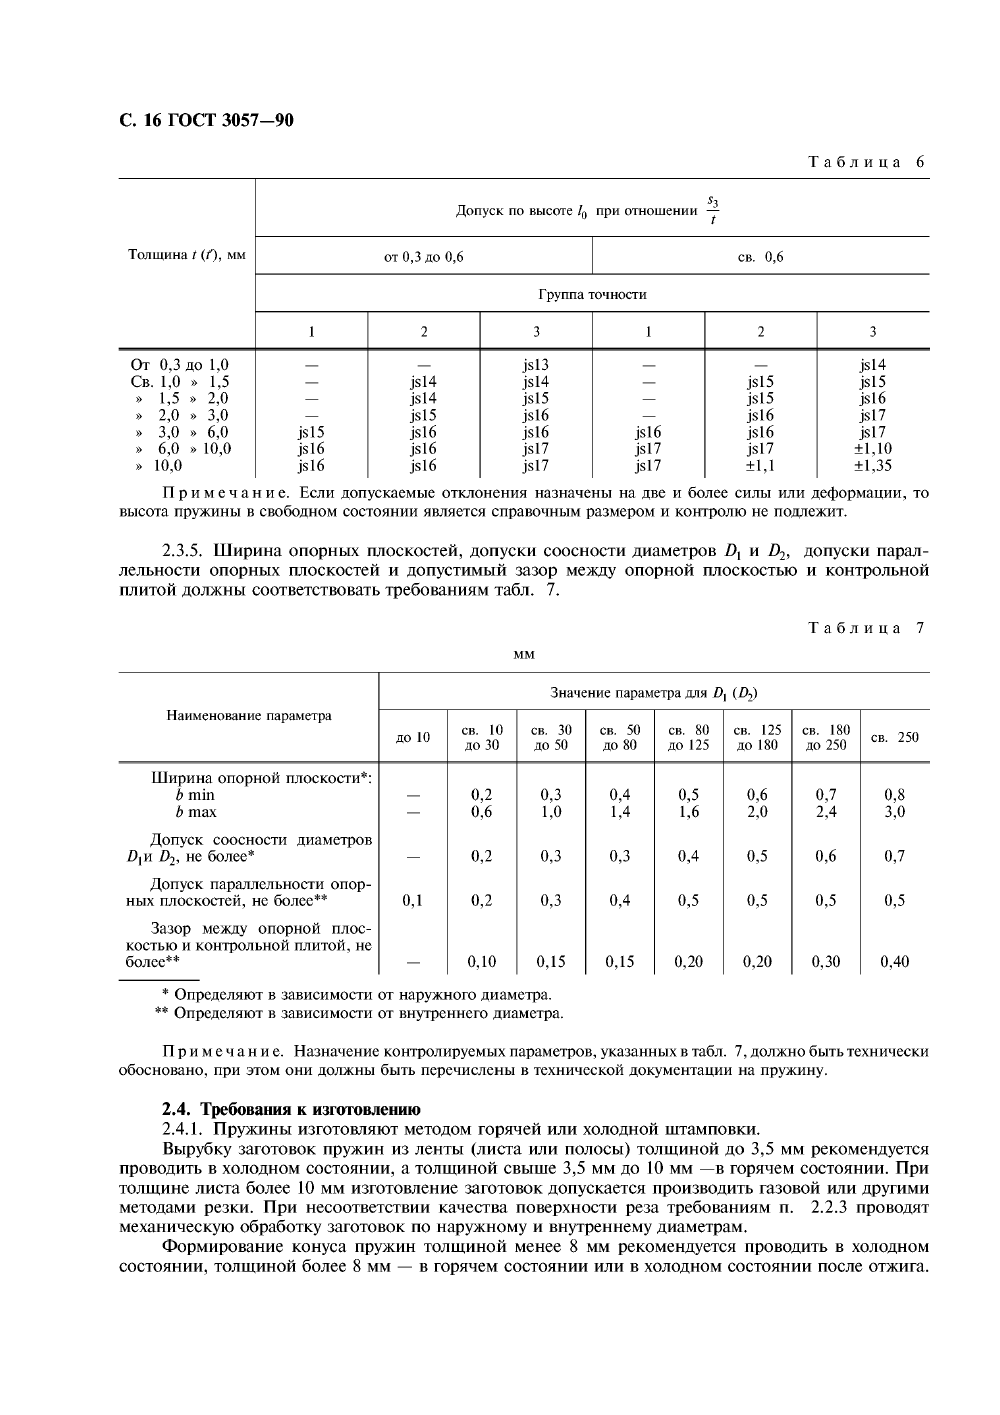 С. 16 ГОСТ 3057—90
Таблица 6
Толщина t (t'), мм
Допуск по высоте l₀ при отношении s₃/t
от 0,3 до 0,6 св. 0,6
Группа точности
1 2 3 1 2 3
От 0,3 до 1,0 — — js13 — — js14
Св. 1,0 » 1,5 — js14 js14 — js15 js15
» 1,5 » 2,0 — js14 js15 — js15 js16
» 2,0 » 3,0 — js15 js16 — js16 js17
» 3,0 » 6,0 js15 js16 js16 js16 js16 js17
» 6,0 » 10,0 js16 js16 js17 js17 js17 ±1,10
» 10,0 js16 js16 js17 js17 ±1,1 ±1,35
Примечание. Если допускаемые отклонения назначены на две и более силы или деформации, то
высота пружины в свободном состоянии является справочным размером и контролю не подлежит.
2.3.5. Ширина опорных плоскостей, допуски соосности диаметров D₁ и D₂, допуски парал-
лельности опорных плоскостей и допустимый зазор между опорной плоскостью и контрольной
плитой должны соответствовать требованиям табл. 7.
Таблица 7
мм
Наименование параметра
Значение параметра для D₁ (D₂)
до 10 св. 10 до 30 св. 30 до 50 св. 50 до 80 св. 80 до 125 св. 125 до 180 св. 180 до 250 св. 250
Ширина опорной плоскости*:
b min — 0,2 0,3 0,4 0,5 0,6 0,7 0,8
b max — 0,6 1,0 1,4 1,6 2,0 2,4 3,0
Допуск соосности диаметров
D₁и D₂, не более* — 0,2 0,3 0,3 0,4 0,5 0,6 0,7
Допуск параллельности опор-
ных плоскостей, не более** 0,1 0,2 0,3 0,4 0,5 0,5 0,5 0,5
Зазор между опорной плос-
костью и контрольной плитой, не
более** — 0,10 0,15 0,15 0,20 0,20 0,30 0,40
* Определяют в зависимости от наружного диаметра.
** Определяют в зависимости от внутреннего диаметра.
Примечание. Назначение контролируемых параметров, указанных в табл. 7, должно быть технически
обосновано, при этом они должны быть перечислены в технической документации на пружину.
2.4. Требования к изготовлению
2.4.1. Пружины изготовляют методом горячей или холодной штамповки.
Вырубку заготовок пружин из ленты (листа или полосы) толщиной до 3,5 мм рекомендуется
проводить в холодном состоянии, а толщиной свыше 3,5 мм до 10 мм —в горячем состоянии. При
толщине листа более 10 мм изготовление заготовок допускается производить газовой или другими
методами резки. При несоответствии качества поверхности реза требованиям п. 2.2.3 проводят
механическую обработку заготовок по наружному и внутреннему диаметрам.
Формирование конуса пружин толщиной менее 8 мм рекомендуется проводить в холодном
состоянии, толщиной более 8 мм — в горячем состоянии или в холодном состоянии после отжига.